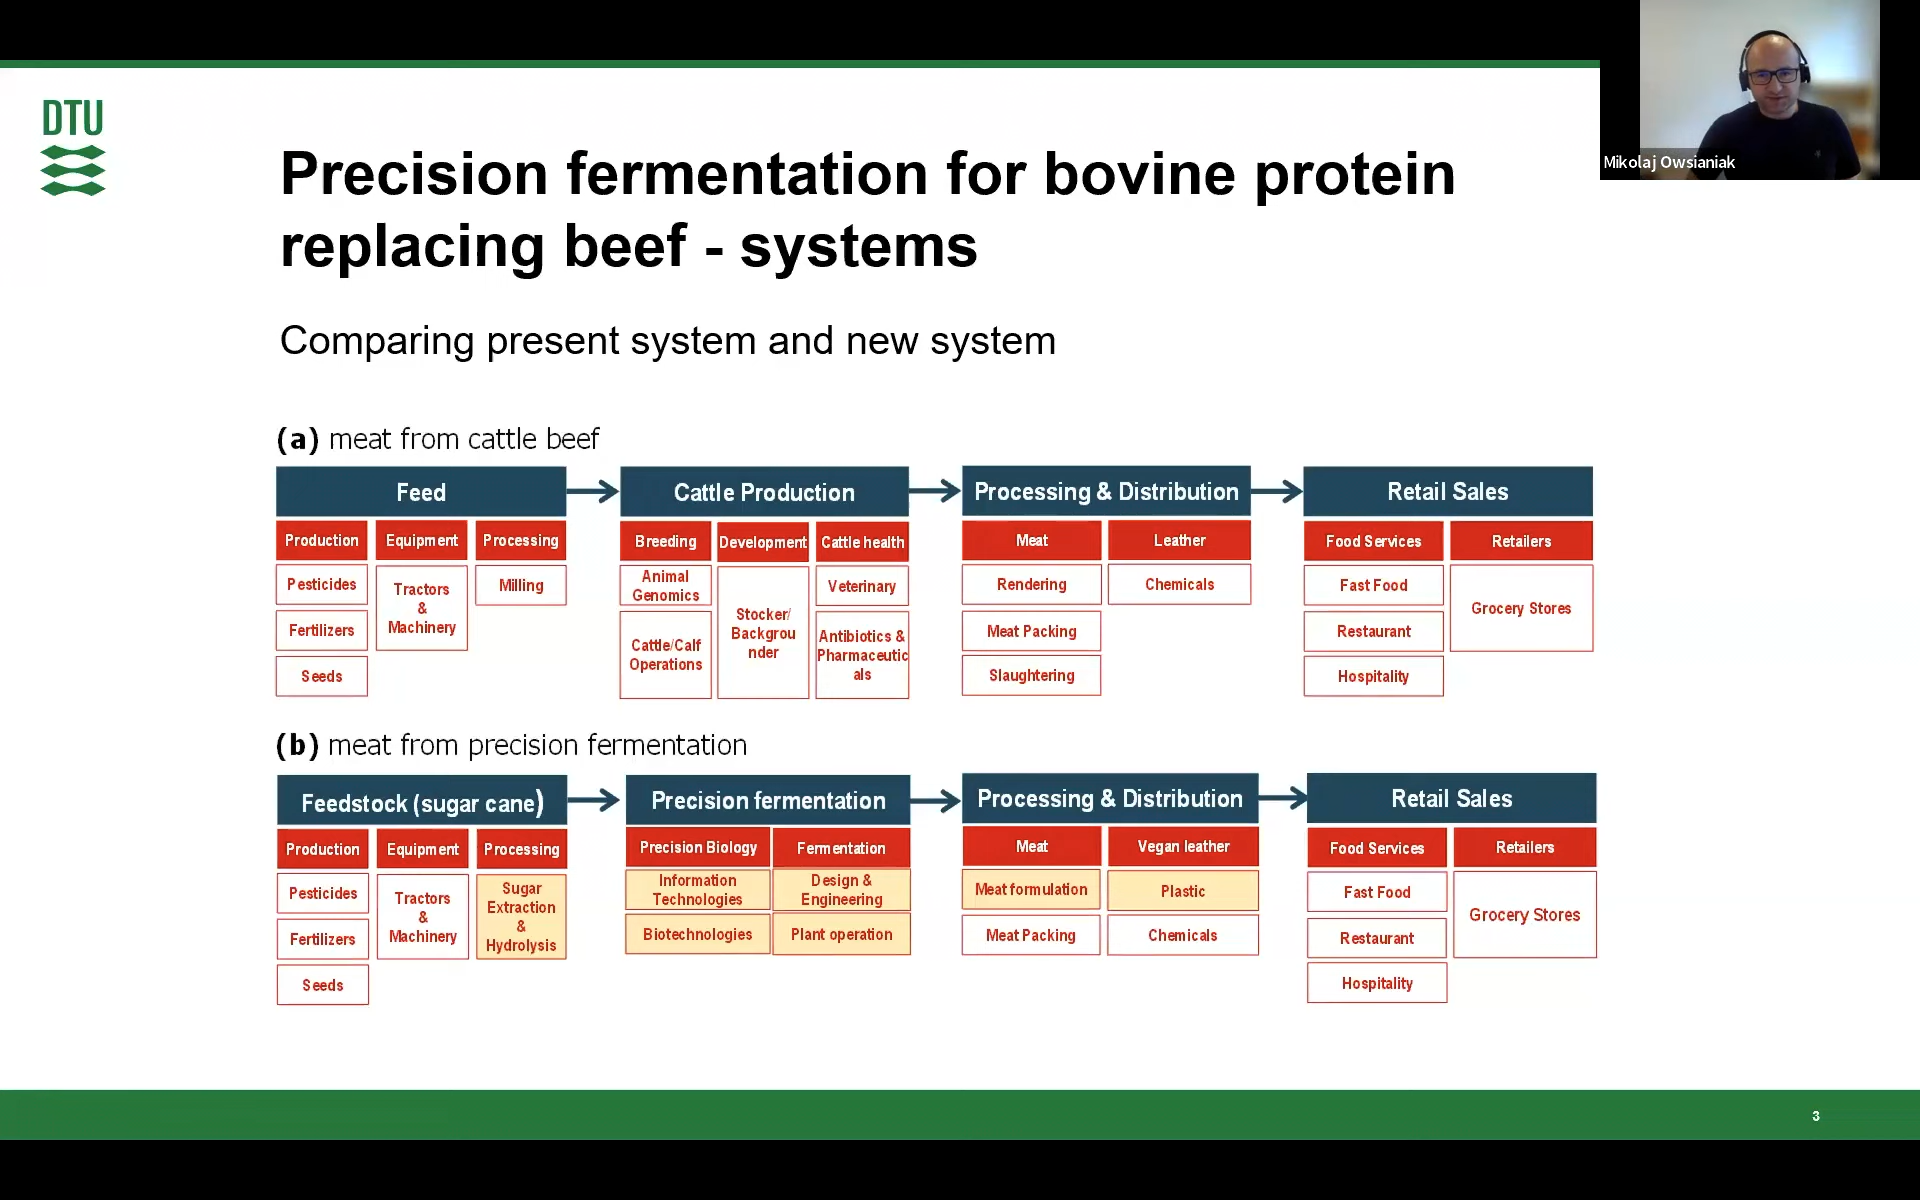 DTU
Mikolaj Owsianiak
Precision fermentation for bovine protein
replacing beef - systems
Comparing present system and new system
(a) meat from cattle beef
Feed
Cattle Production
Processing & Distribution
Retail Sales
Production
Equipment
Processing
Breeding
Development
Cattle health
Meat
Leather
Food Services
Retailers
Pesticides
Fertilizers
Seeds
Tractors
&
Machinery
Milling
Animal
Genomics
Cattle/Calf
Operations
Stocker/
Backgrou
nder
Veterinary
Antibiotics &
Pharmaceutic
als
Rendering
Meat Packing
Slaughtering
Chemicals
Fast Food
Restaurant
Hospitality
Grocery Stores
(b) meat from precision fermentation
Feedstock (sugar cane)
Precision fermentation
Processing & Distribution
Retail Sales
Production
Equipment
Processing
Precision Biology
Fermentation
Meat
Vegan leather
Food Services
Retailers
Pesticides
Fertilizers
Seeds
Tractors
&
Machinery
Sugar
Extraction
&
Hydrolysis
Information
Technologies
Biotechnologies
Design &
Engineering
Plant operation
Meat formulation
Meat Packing
Plastic
Chemicals
Fast Food
Restaurant
Hospitality
Grocery Stores
3